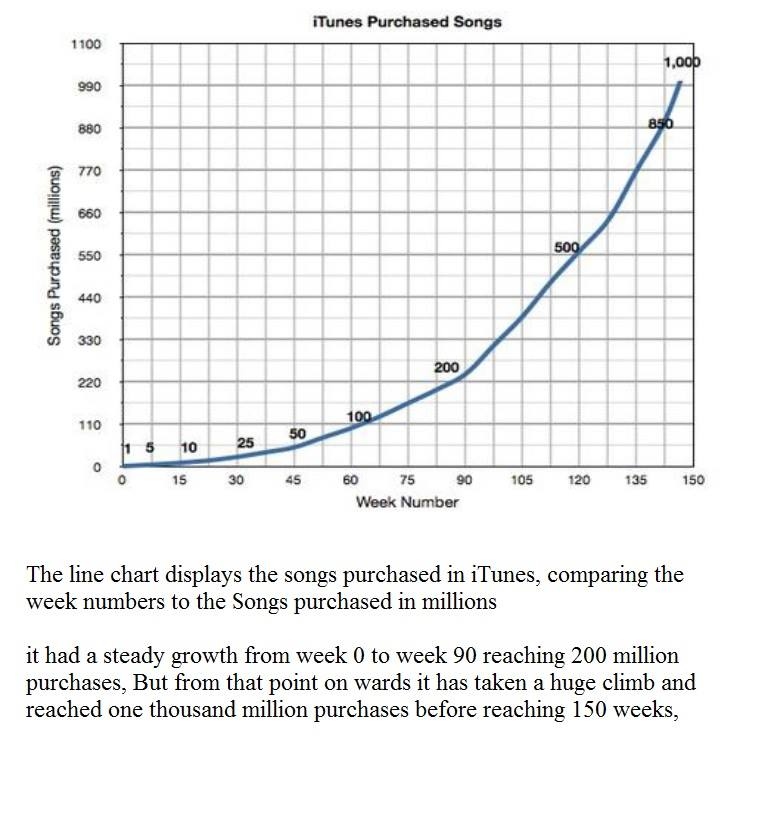 iTunes Purchased Songs
1100
990
880
770
660
550
440
330
220
110
0
Songs Purchased (millions)
1,000
850
500
200
100
50
25
10
5
1
0 15 30 45 60 75 90 105 120 135 150
Week Number
The line chart displays the songs purchased in iTunes, comparing the
week numbers to the Songs purchased in millions
it had a steady growth from week 0 to week 90 reaching 200 million
purchases, But from that point on wards it has taken a huge climb and
reached one thousand million purchases before reaching 150 weeks,